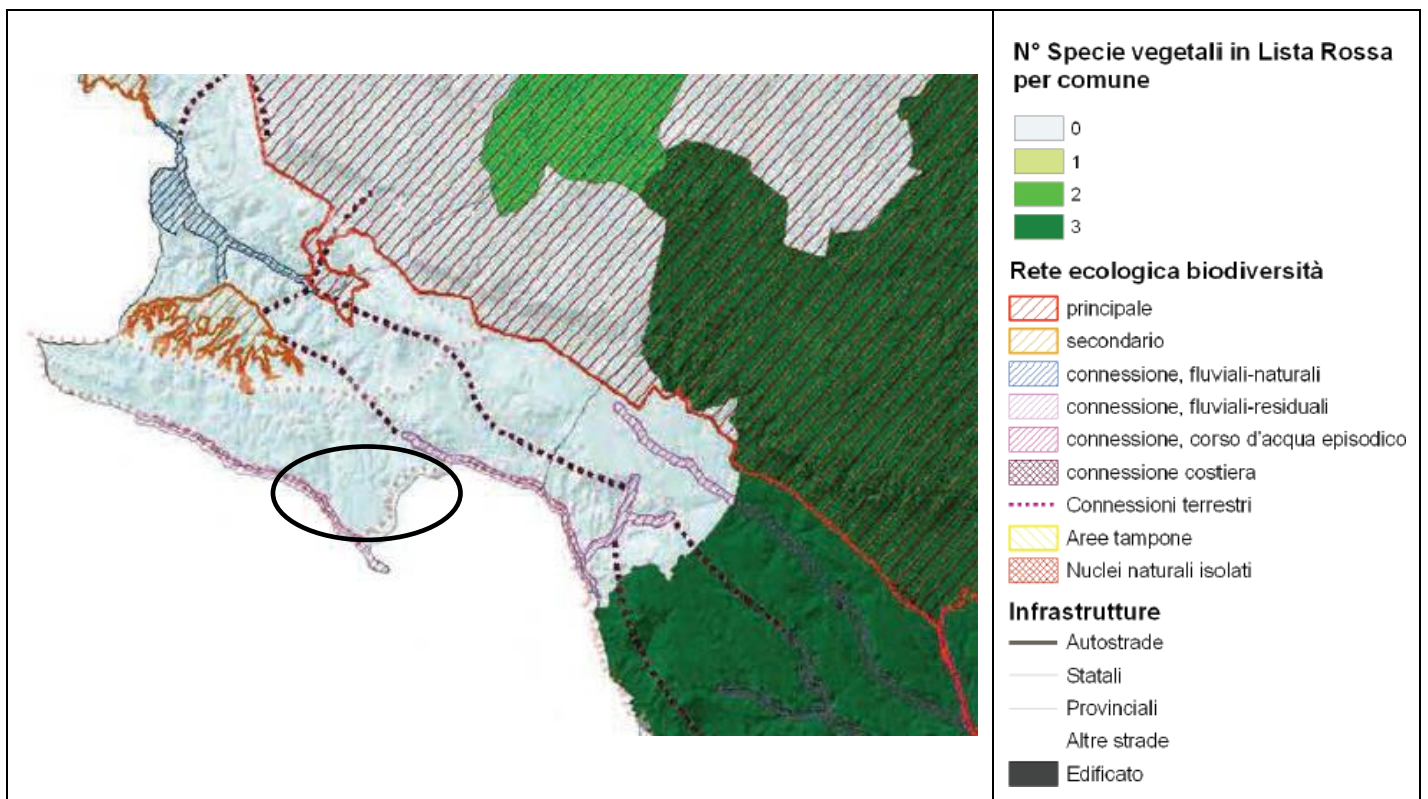 N° Specie vegetali in Lista Rossa
per comune
0
1
2
3
Rete ecologica biodiversità
principale
secondario
connessione, fluviali-naturali
connessione, fluviali-residuali
connessione, corso d'acqua episodico
connessione costiera
Connessioni terrestri
Aree tampone
Nuclei naturali isolati
Infrastrutture
Autostrade
Statali
Provinciali
Altre strade
Edificato